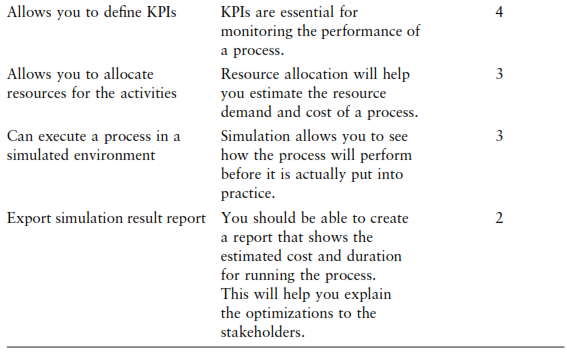 Allows you to define KPIs KPIs are essential for 4
monitoring the performance of
a process.
Allows you to allocate Resource allocation will help 3
resources for the activities you estimate the resource
demand and cost of a process.
Can execute a process in a Simulation allows you to see 3
simulated environment how the process will perform
before it is actually put into
practice.
Export simulation result report You should be able to create 2
a report that shows the
estimated cost and duration
for running the process.
This will help you explain
the optimizations to the
stakeholders.